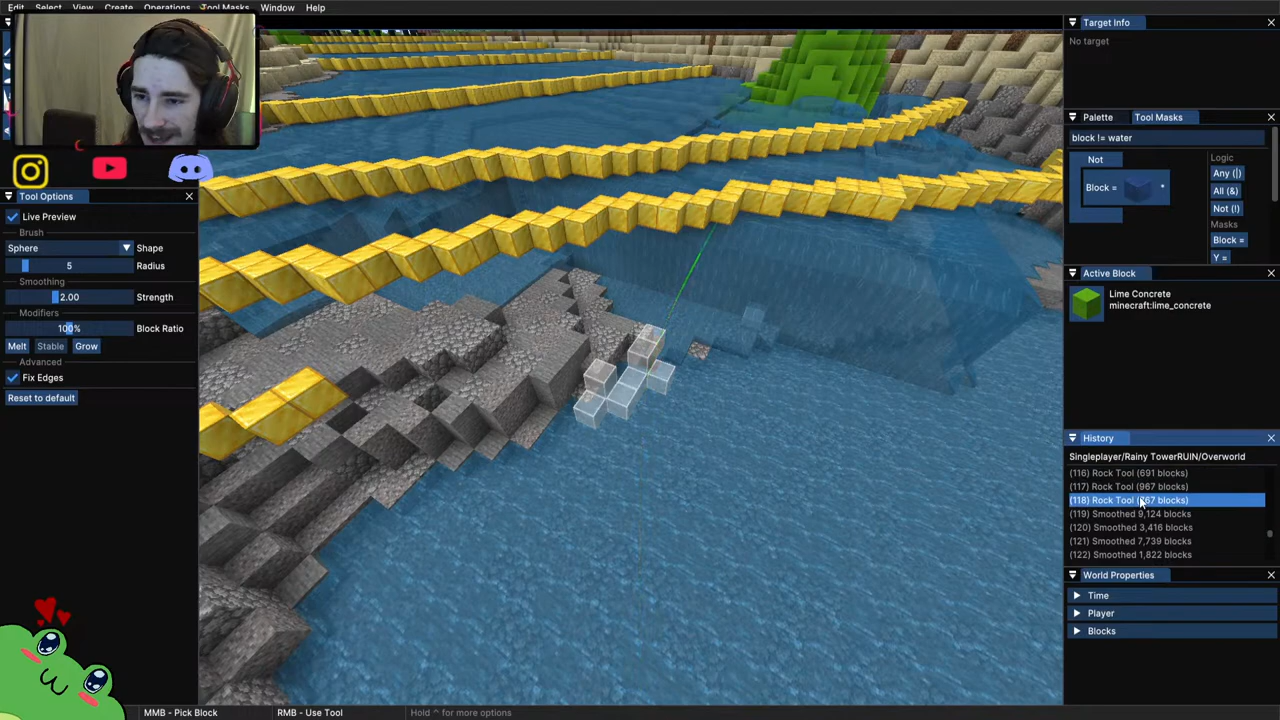 Edit Select View Create Operations Tool Masks Window Help
Target Info
No target
Palette Tool Masks
block != water
Not
Logic
Any (|)
Block = *
All (&)
Not (!)
Masks
Block =
Y =
Tool Options
Live Preview
Brush
Sphere Shape
5 Radius
Smoothing
2.00 Strength
Modifiers
100% Block Ratio
Melt Stable Grow
Advanced
Fix Edges
Reset to default
Active Block
Lime Concrete
minecraft:lime_concrete
History
Singleplayer/Rainy TowerRUIN/Overworld
(116) Rock Tool (691 blocks)
(117) Rock Tool (967 blocks)
(118) Rock Tool 67 blocks)
(119) Smoothed 9,124 blocks
(120) Smoothed 3,416 blocks
(121) Smoothed 7,739 blocks
(122) Smoothed 1,822 blocks
World Properties
Time
Player
Blocks
MMB - Pick Block RMB - Use Tool Hold ^ for more options